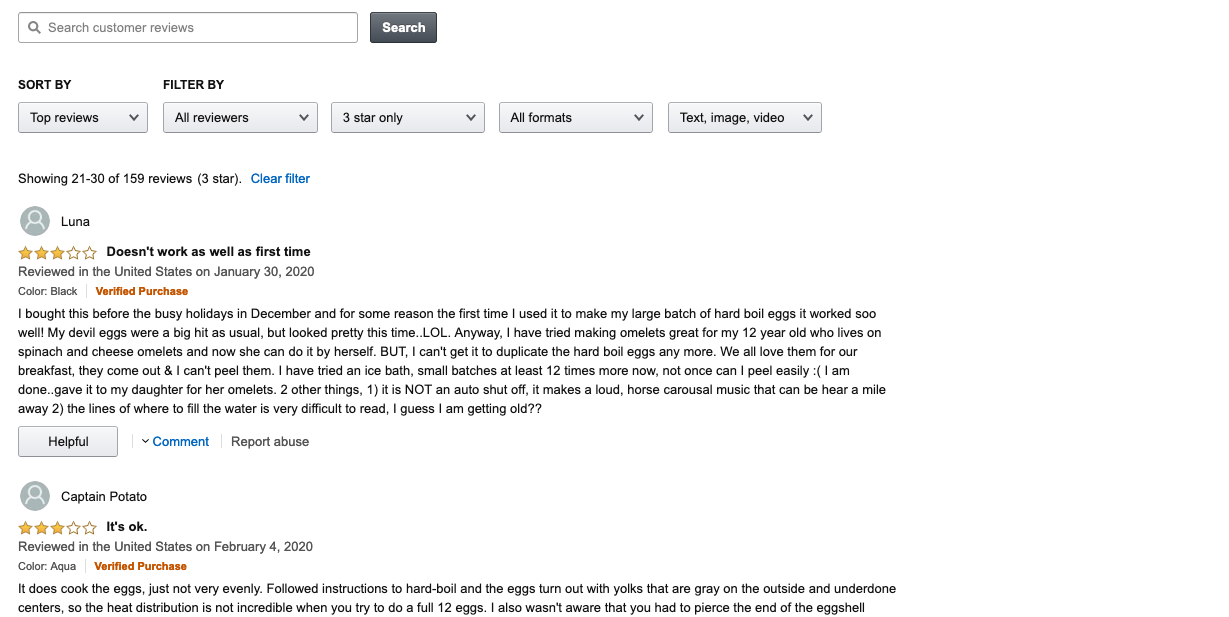 Search customer reviews Search
SORT BY FILTER BY
Top reviews All reviewers 3 star only All formats Text, image, video
Showing 21-30 of 159 reviews (3 star). Clear filter
Luna
Doesn't work as well as first time
Reviewed in the United States on January 30, 2020
Color: Black Verified Purchase
I bought this before the busy holidays in December and for some reason the first time I used it to make my large batch of hard boil eggs it worked soo
well! My devil eggs were a big hit as usual, but looked pretty this time..LOL. Anyway, I have tried making omelets great for my 12 year old who lives on
spinach and cheese omelets and now she can do it by herself. BUT, I can't get it to duplicate the hard boil eggs any more. We all love them for our
breakfast, they come out & I can't peel them. I have tried an ice bath, small batches at least 12 times more now, not once can I peel easily :( I am
done..gave it to my daughter for her omelets. 2 other things, 1) it is NOT an auto shut off, it makes a loud, horse carousal music that can be hear a mile
away 2) the lines of where to fill the water is very difficult to read, I guess I am getting old??
Helpful Comment Report abuse
Captain Potato
It's ok.
Reviewed in the United States on February 4, 2020
Color: Aqua Verified Purchase
It does cook the eggs, just not very evenly. Followed instructions to hard-boil and the eggs turn out with yolks that are gray on the outside and underdone
centers, so the heat distribution is not incredible when you try to do a full 12 eggs. I also wasn't aware that you had to pierce the end of the eggshell